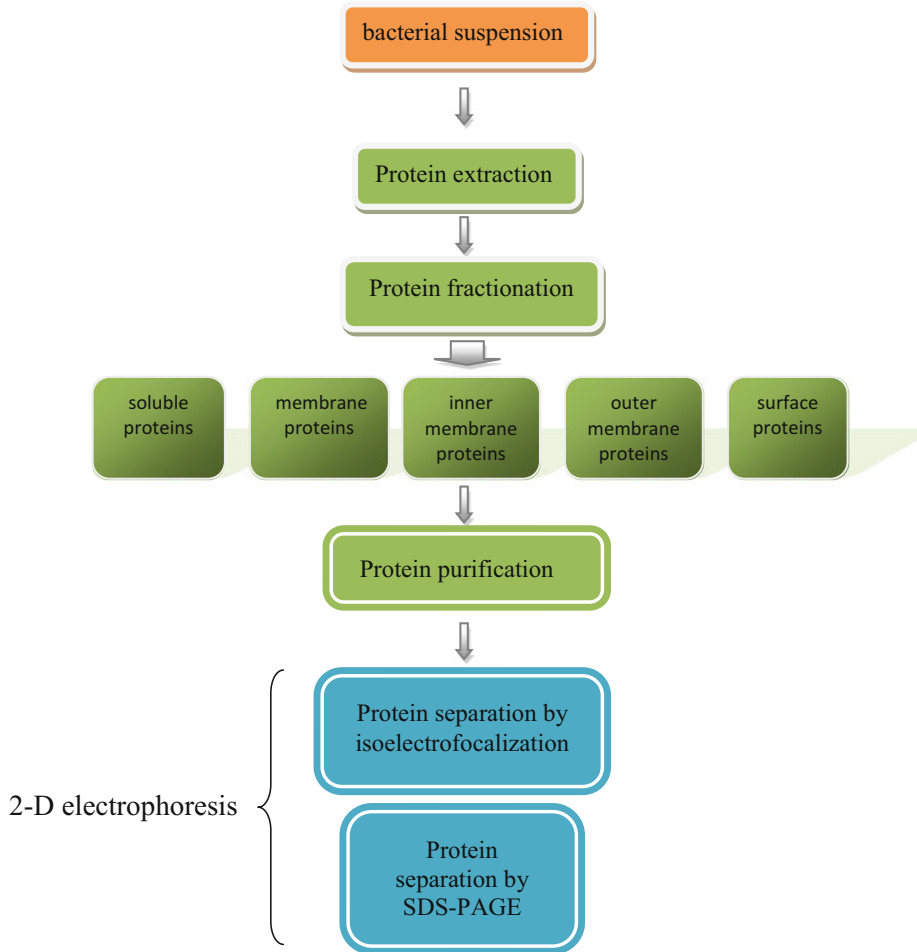 bacterial suspension
Protein extraction
Protein fractionation
soluble
proteins
membrane
proteins
inner
membrane
proteins
outer
membrane
proteins
surface
proteins
Protein purification
Protein separation by
isoelectrofocalization
2-D electrophoresis
Protein
separation by
SDS-PAGE